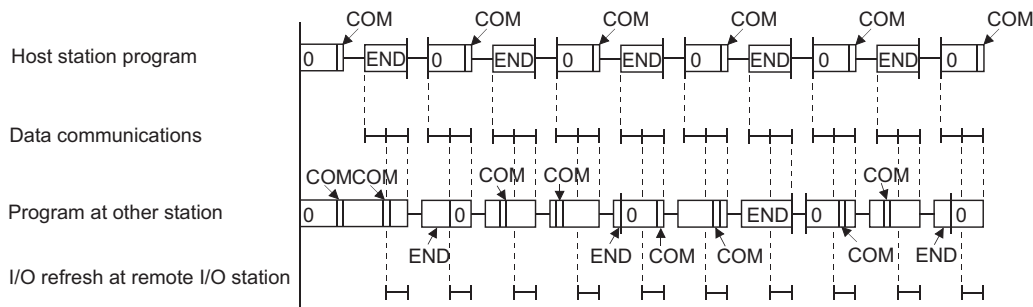 COM COM COM COM COM COM
Host station program 0 END 0 END 0 END 0 END 0 END 0
Data communications
COM COM COM COM COM
Program at other station 0 0 0 END 0 0
END END COM COM COM END
I/O refresh at remote I/O station